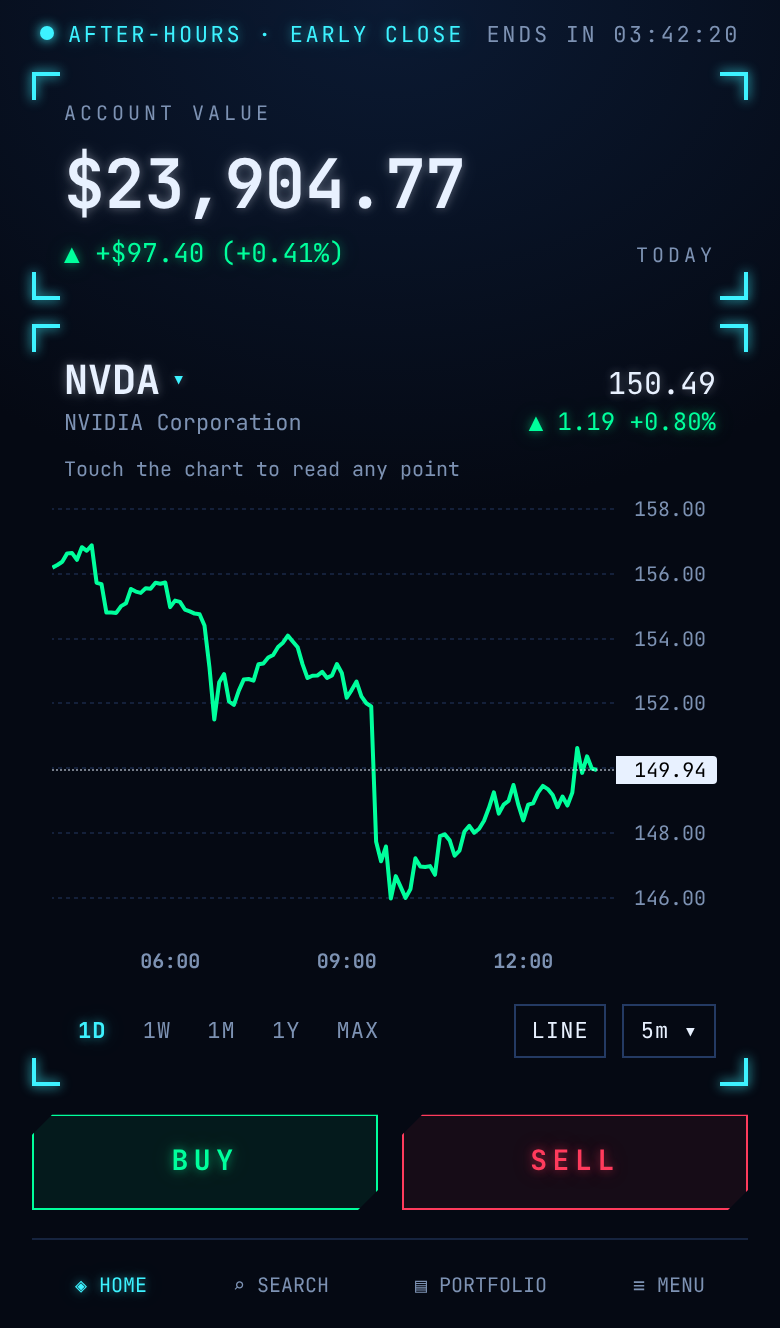 AFTER-HOURS · EARLY CLOSE ENDS IN 03:42:20
ACCOUNT VALUE
$23,904.77
▲ +$97.40 (+0.41%) TODAY
NVDA ▾ 150.49
NVIDIA Corporation ▲ 1.19 +0.80%
Touch the chart to read any point
158.00
156.00
154.00
152.00
149.94
148.00
146.00
06:00 09:00 12:00
1D 1W 1M 1Y MAX LINE 5m ▾
BUY SELL
◈ HOME ⌕ SEARCH ▤ PORTFOLIO ≡ MENU